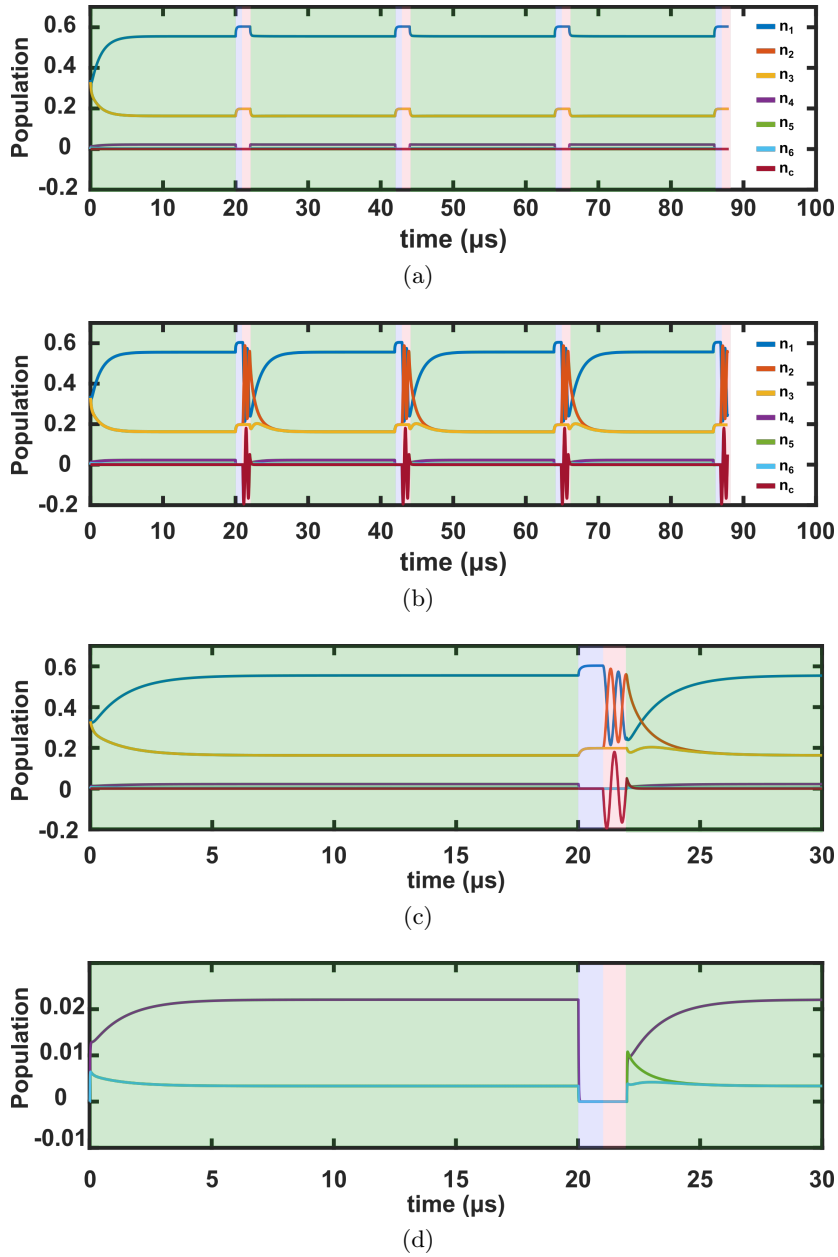 0.6
0.4
0.2
0
-0.2
Population
0 10 20 30 40 50 60 70 80 90 100
time (μs)
n1
n2
n3
n4
n5
n6
nc
(a)
0.6
0.4
0.2
0
-0.2
Population
0 10 20 30 40 50 60 70 80 90 100
time (μs)
n1
n2
n3
n4
n5
n6
nc
(b)
0.6
0.4
0.2
0
-0.2
Population
0 5 10 15 20 25 30
time (μs)
(c)
0.02
0.01
0
-0.01
Population
0 5 10 15 20 25 30
time (μs)
(d)